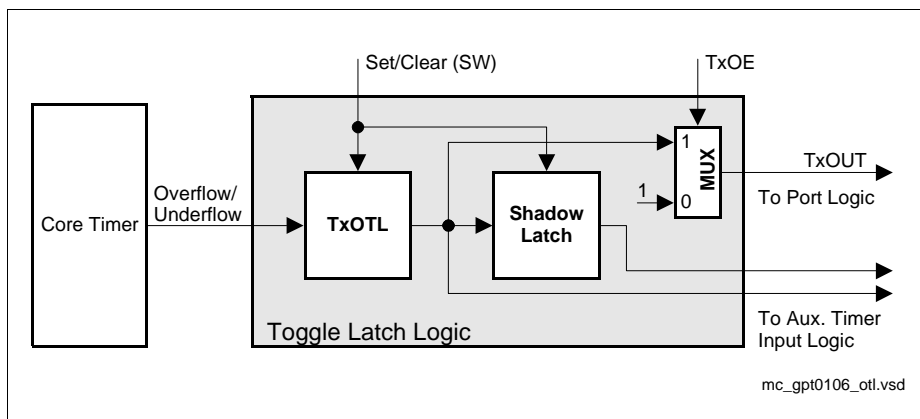 Set/Clear (SW)
TxOE
Core Timer
Overflow/
Underflow
TxOTL
Shadow
Latch
1
1
0
MUX
TxOUT
To Port Logic
To Aux. Timer
Input Logic
Toggle Latch Logic
mc_gpt0106_otl.vsd